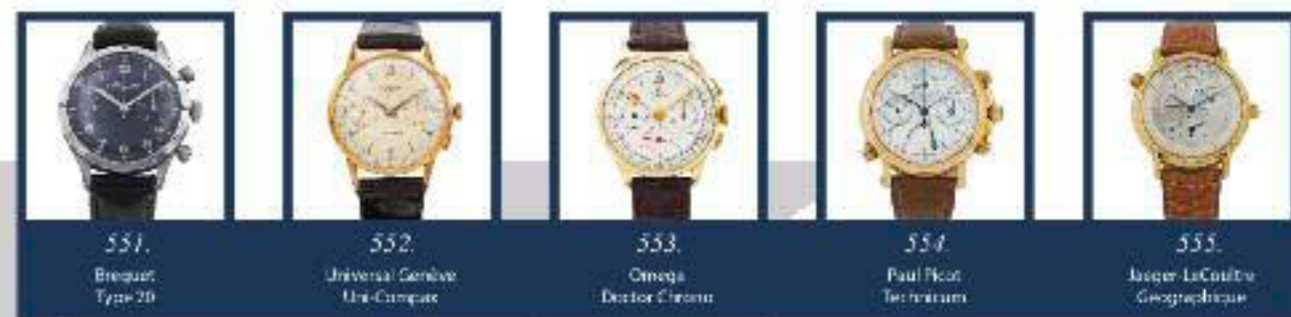 551.
Breguet
Type 20
552.
Universal Genève
Uni-Compax
553.
Omega
Doctor Chrono
554.
Paul Picot
Technicum
555.
Jaeger-LeCoultre
Geographique